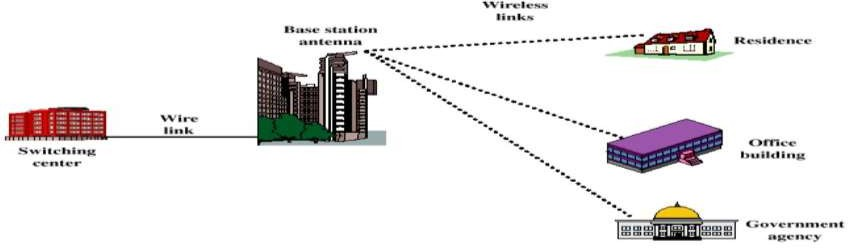 Wireless
links
Base station
antenna
Residence
Wire
link
Switching
center
Office
building
Government
agency